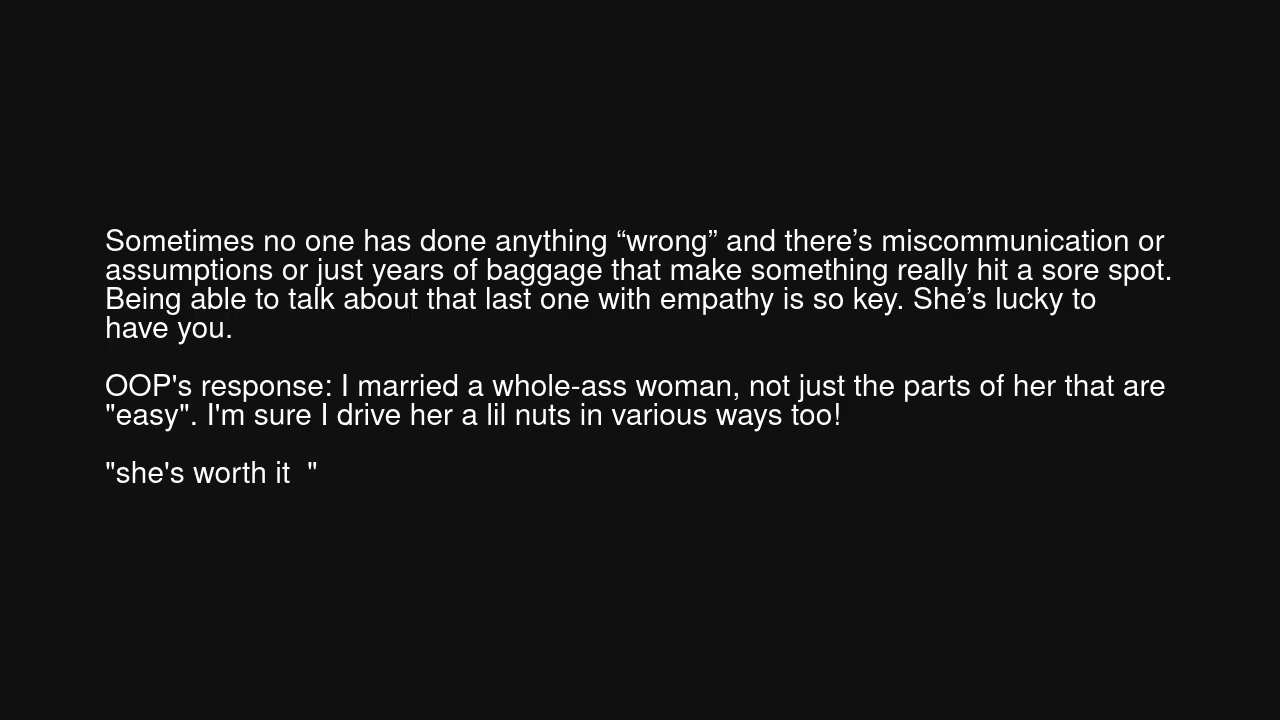 Sometimes no one has done anything “wrong” and there’s miscommunication or
assumptions or just years of baggage that make something really hit a sore spot.
Being able to talk about that last one with empathy is so key. She’s lucky to
have you.
OOP's response: I married a whole-ass woman, not just the parts of her that are
"easy". I'm sure I drive her a lil nuts in various ways too!
"she's worth it  "